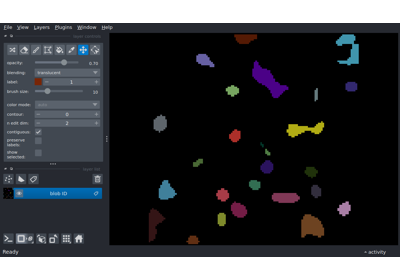 File View Layers Plugins Window Help
opacity: 0.70
blending: translucent
label: 1
brush size: 10
color mode:
contour: 0
n edit dim: 2
contiguous:
preserve labels:
show selected:
blob ID
Ready
activity